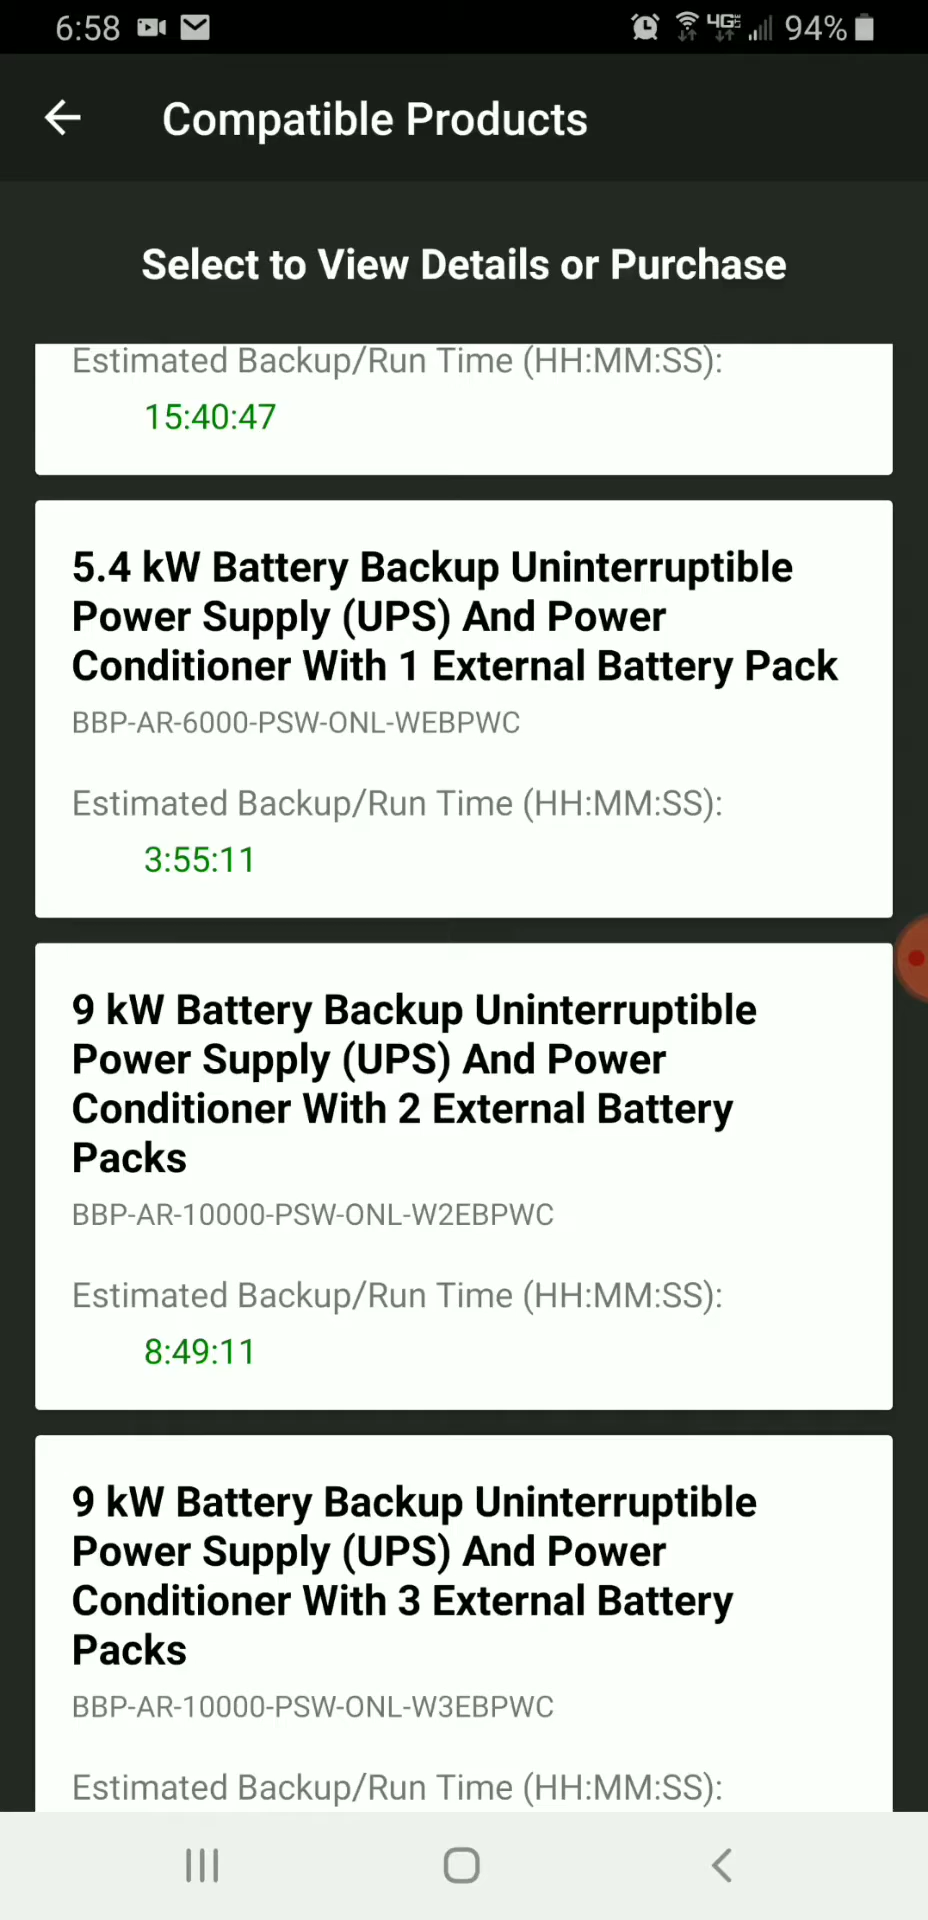 6:58
4G LTE 94%
Compatible Products
Select to View Details or Purchase
Estimated Backup/Run Time (HH:MM:SS):
15:40:47
5.4 kW Battery Backup Uninterruptible
Power Supply (UPS) And Power
Conditioner With 1 External Battery Pack
BBP-AR-6000-PSW-ONL-WEBPWC
Estimated Backup/Run Time (HH:MM:SS):
3:55:11
9 kW Battery Backup Uninterruptible
Power Supply (UPS) And Power
Conditioner With 2 External Battery
Packs
BBP-AR-10000-PSW-ONL-W2EBPWC
Estimated Backup/Run Time (HH:MM:SS):
8:49:11
9 kW Battery Backup Uninterruptible
Power Supply (UPS) And Power
Conditioner With 3 External Battery
Packs
BBP-AR-10000-PSW-ONL-W3EBPWC
Estimated Backup/Run Time (HH:MM:SS):